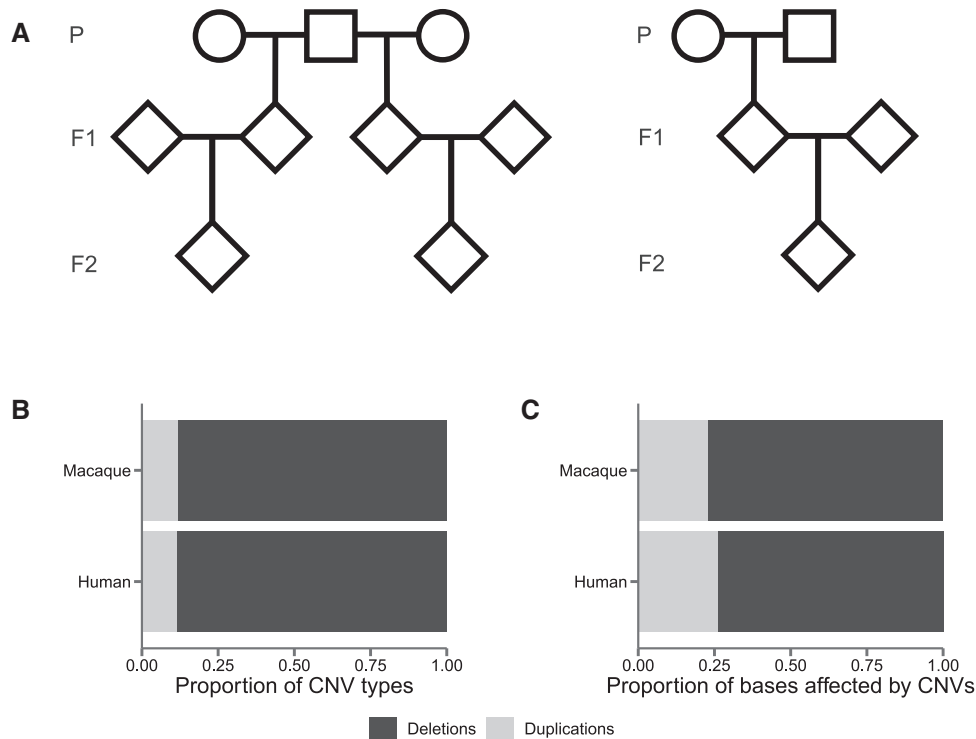 A
P
P
F1
F1
F2
F2
B
C
Macaque
Human
0.00 0.25 0.50 0.75 1.00
Proportion of CNV types
Macaque
Human
0.00 0.25 0.50 0.75 1.00
Proportion of bases affected by CNVs
Deletions Duplications